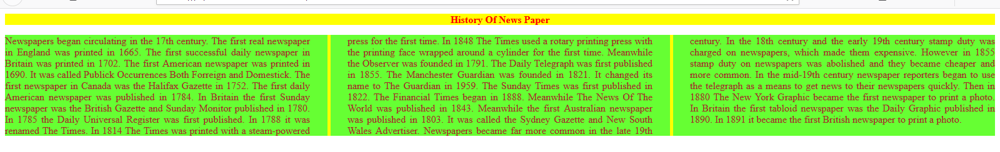 History Of News Paper
Newspapers began circulating in the 17th century. The first real newspaper
in England was printed in 1665. The first successful daily newspaper in
Britain was printed in 1702. The first American newspaper was printed in
1690. It was called Publick Occurrences Both Forreign and Domestick. The
first newspaper in Canada was the Halifax Gazette in 1752. The first daily
American newspaper was published in 1784. In Britain the first Sunday
newspaper was the British Gazette and Sunday Monitor published in 1780.
In 1785 the Daily Universal Register was first published. In 1788 it was
renamed The Times. In 1814 The Times was printed with a steam-powered
press for the first time. In 1848 The Times used a rotary printing press with
the printing face wrapped around a cylinder for the first time. Meanwhile
the Observer was founded in 1791. The Daily Telegraph was first published
in 1855. The Manchester Guardian was founded in 1821. It changed its
name to The Guardian in 1959. The Sunday Times was first published in
1822. The Financial Times began in 1888. Meanwhile The News Of The
World was published in 1843. Meanwhile the first Australian newspaper
was published in 1803. It was called the Sydney Gazette and New South
Wales Advertiser. Newspapers became far more common in the late 19th
century. In the 18th century and the early 19th century stamp duty was
charged on newspapers, which made them expensive. However in 1855
stamp duty on newspapers was abolished and they became cheaper and
more common. In the mid-19th century newspaper reporters began to use
the telegraph as a means to get news to their newspapers quickly. Then in
1880 The New York Graphic became the first newspaper to print a photo.
In Britain the first tabloid newspaper was the Daily Graphic published in
1890. In 1891 it became the first British newspaper to print a photo.